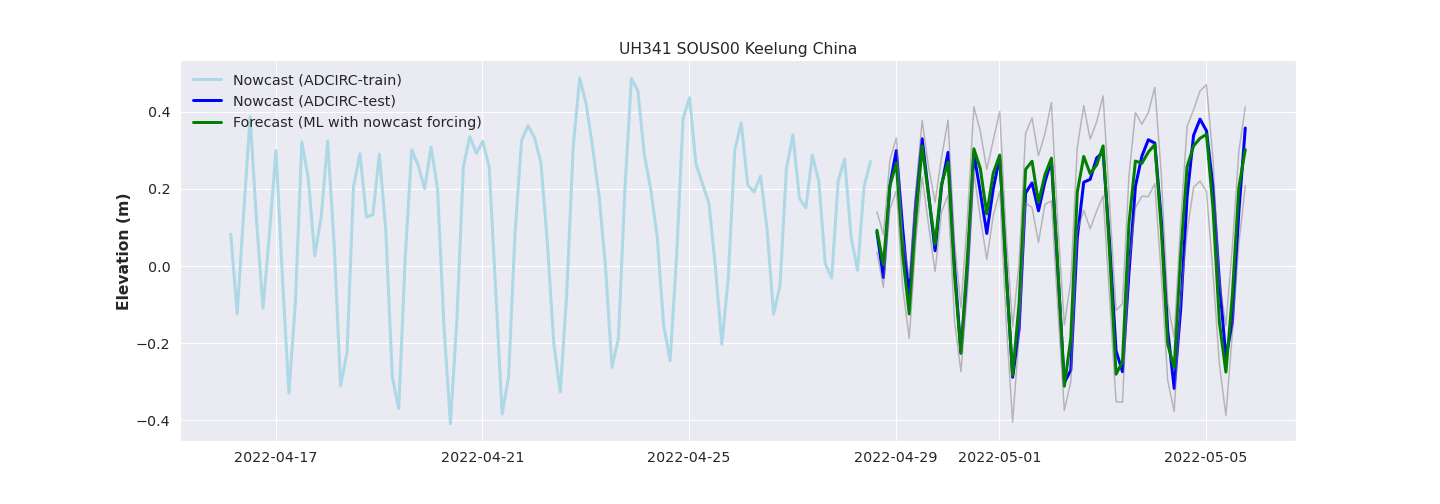 UH341 SOUS00 Keelung China
Nowcast (ADCIRC-train)
Nowcast (ADCIRC-test)
Forecast (ML with nowcast forcing)
Elevation (m)
0.4
0.2
0.0
−0.2
−0.4
2022-04-17 2022-04-21 2022-04-25 2022-04-29 2022-05-01 2022-05-05